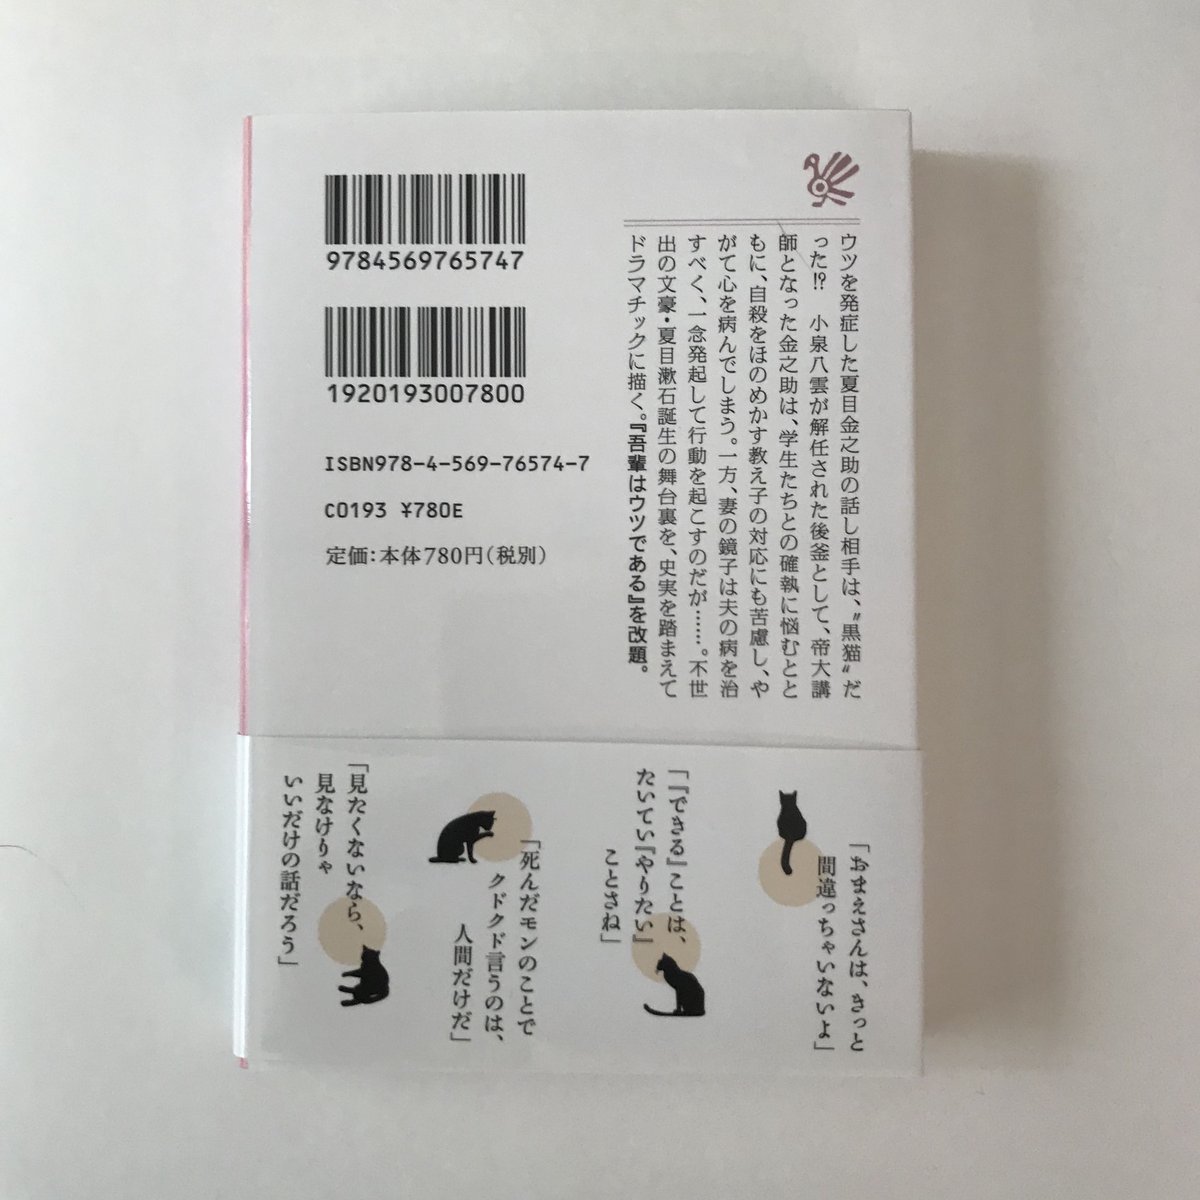 ウツを発症した夏目金之助の話し相手は、〝黒猫〟だ
った!?　小泉八雲が解任された後釜として、帝大講
師となった金之助は、学生たちとの確執に悩むとと
もに、自殺をほのめかす教え子の対応にも苦慮し、や
がて心を病んでしまう。一方、妻の鏡子は夫の病を治
すべく、一念発起して行動を起こすのだが……。不世
出の文豪・夏目漱石誕生の舞台裏を、史実を踏まえて
ドラマチックに描く。『吾輩はウツである』を改題。
9784569765747
1920193007800
ISBN978-4-569-76574-7
C0193 ¥780E
定価:本体780円(税別)
「おまえさんは、きっと
間違っちゃいないよ」
「『できる』ことは、
たいてい『やりたい』
ことさね」
「死んだモンのことで
クドクド言うのは、
人間だけだ」
「見たくないなら、
見なけりゃ
いいだけの話だろう」